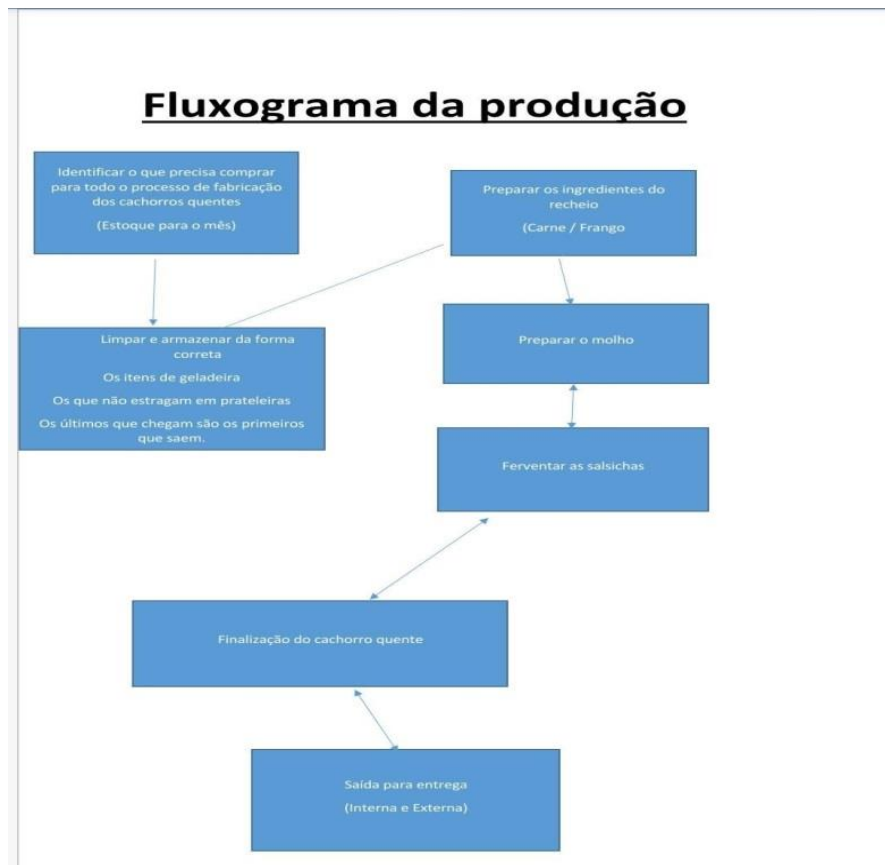 Fluxograma da produção
Identificar o que precisa comprar
para todo o processo de fabricação
dos cachorros quentes
(Estoque para o mês)
Limpar e armazenar da forma
correta
Os itens de geladeira
Os que não estragam em prateleiras
Os últimos que chegam são os primeiros
que saem.
Preparar os ingredientes do
recheio
(Carne / Frango
Preparar o molho
Ferventar as salsichas
Finalização do cachorro quente
Saída para entrega
(Interna e Externa)